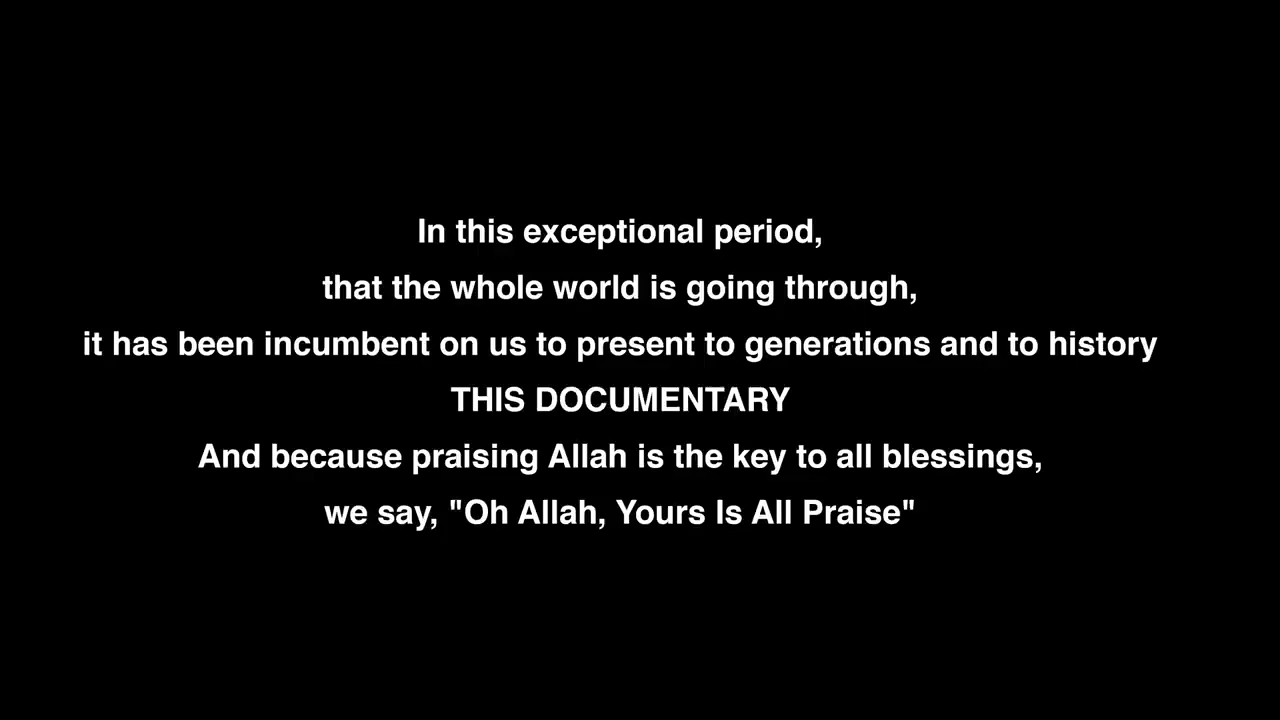 In this exceptional period,
that the whole world is going through,
it has been incumbent on us to present to generations and to history
THIS DOCUMENTARY
And because praising Allah is the key to all blessings,
we say, "Oh Allah, Yours Is All Praise"